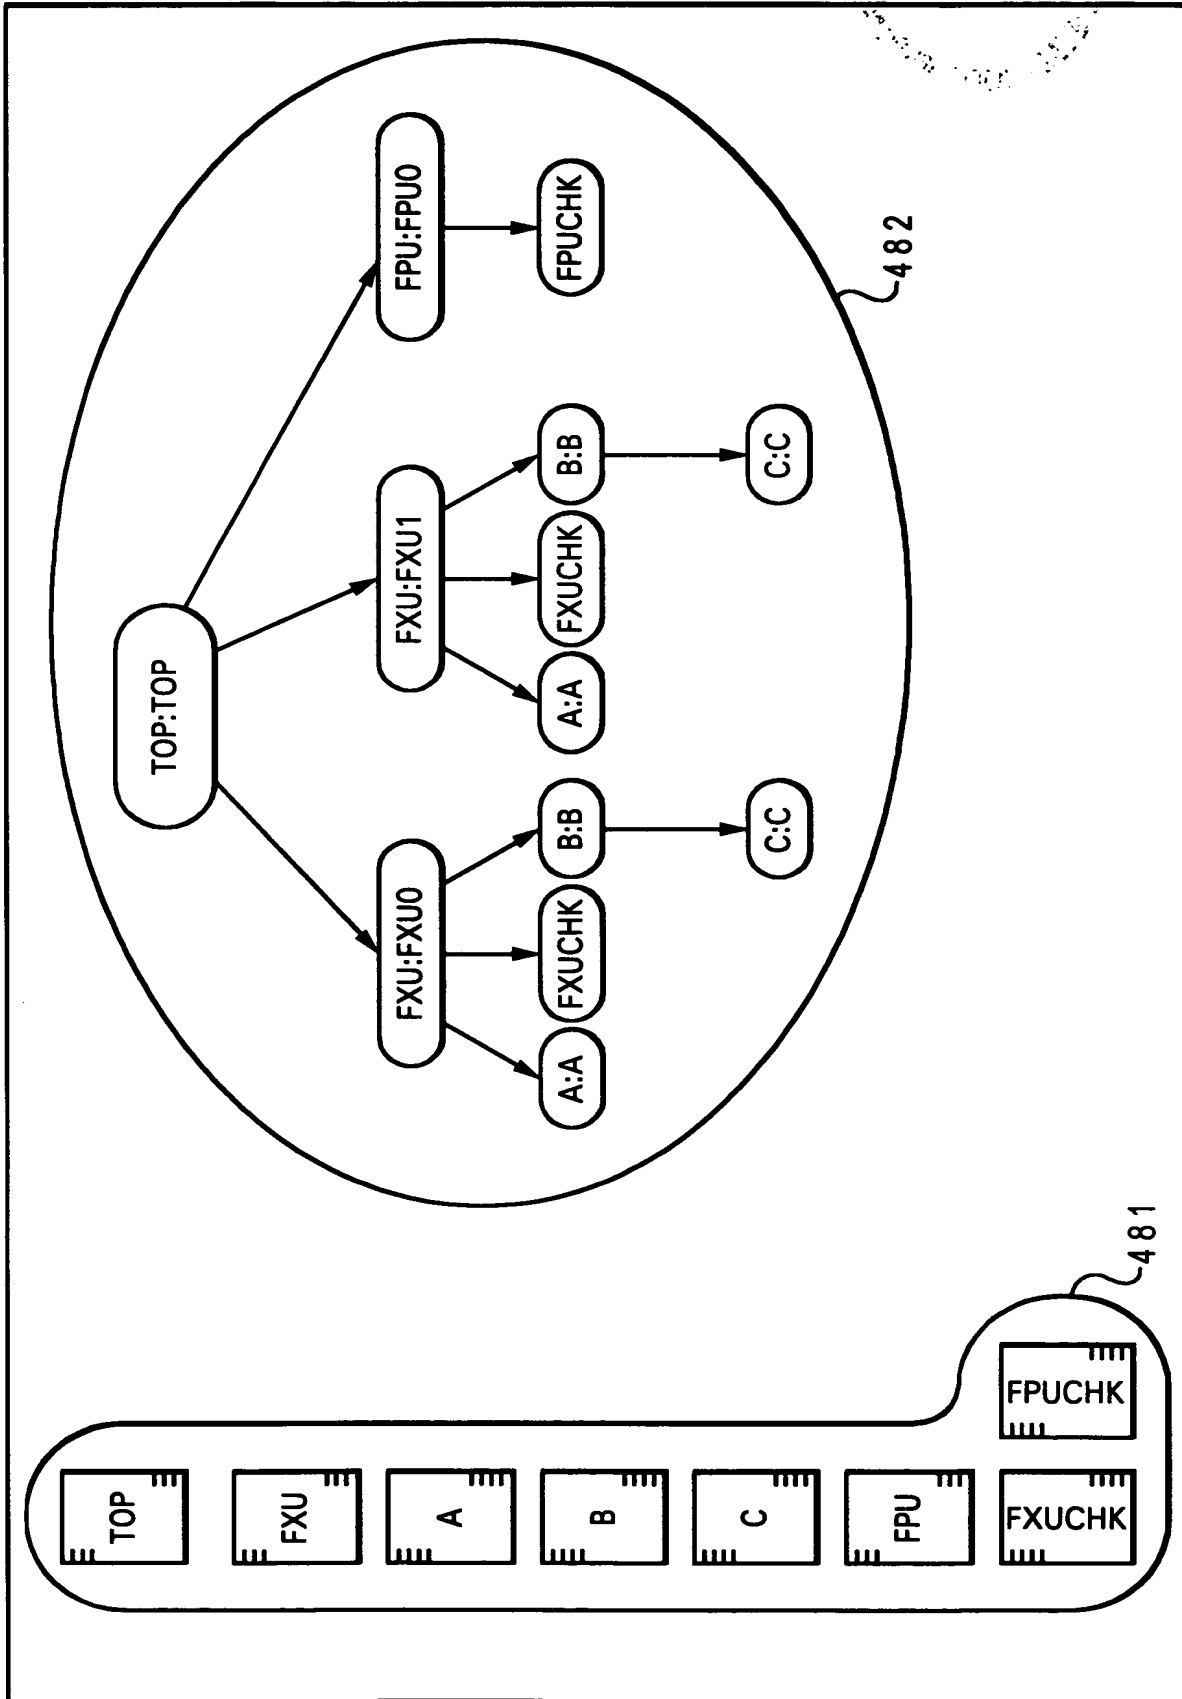 TOP:TOP
FXU:FXU0
FXU:FXU1
FPU:FPU0
A:A
FXUCHK
B:B
A:A
FXUCHK
B:B
FPUCHK
C:C
C:C
482
TOP
FXU
A
B
C
FPU
FXUCHK
FPUCHK
481